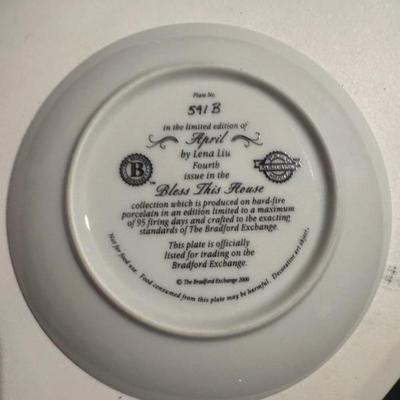 Plate No.
591 B
in the limited edition of
April
by Lena Liu
Fourth
issue in the
Bless This House
collection which is produced on hard-fire
porcelain in an edition limited to a maximum
of 95 firing days and crafted to the exacting
standards of The Bradford Exchange.
This plate is officially
listed for trading on the
Bradford Exchange.
© The Bradford Exchange 2000
Not for food use. Food consumed from this plate may be harmful. Decorative art object.
B
TM